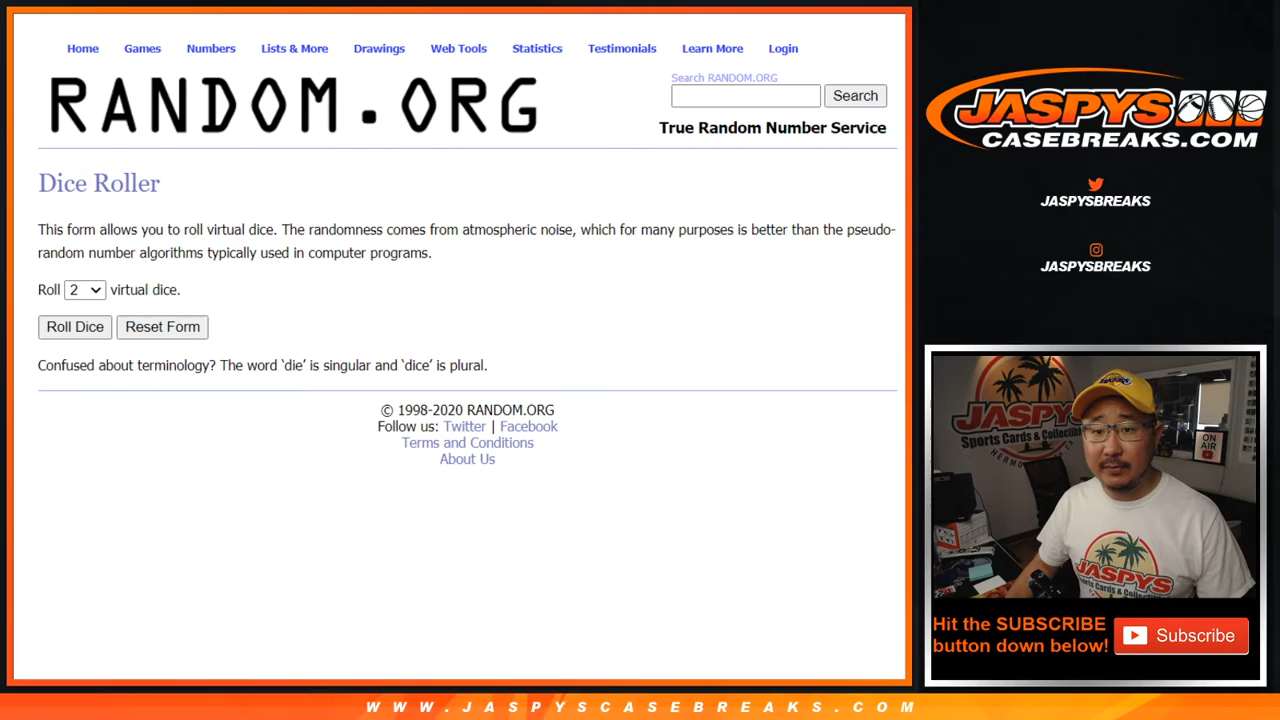 Home Games Numbers Lists & More Drawings Web Tools Statistics Testimonials Learn More Login
RANDOM.ORG
Search RANDOM.ORG
Search
True Random Number Service
Dice Roller
This form allows you to roll virtual dice. The randomness comes from atmospheric noise, which for many purposes is better than the pseudo-
random number algorithms typically used in computer programs.
Roll 2 virtual dice.
Roll Dice Reset Form
Confused about terminology? The word ‘die’ is singular and ‘dice’ is plural.
© 1998-2020 RANDOM.ORG
Follow us: Twitter | Facebook
Terms and Conditions
About Us
JASPYS
CASEBREAKS.COM
JASPYSBREAKS
JASPYSBREAKS
JASPYS
Sports Cards & Collectibles
ON AIR
JASPYS
Hit the SUBSCRIBE
button down below!
Subscribe
WWW.JASPYSCASEBREAKS.COM